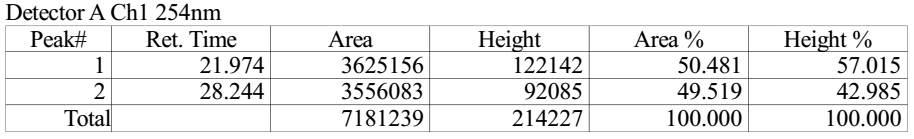 Detector A Ch1 254nm
Peak# Ret. Time Area Height Area % Height %
1 21.974 3625156 122142 50.481 57.015
2 28.244 3556083 92085 49.519 42.985
Total 7181239 214227 100.000 100.000